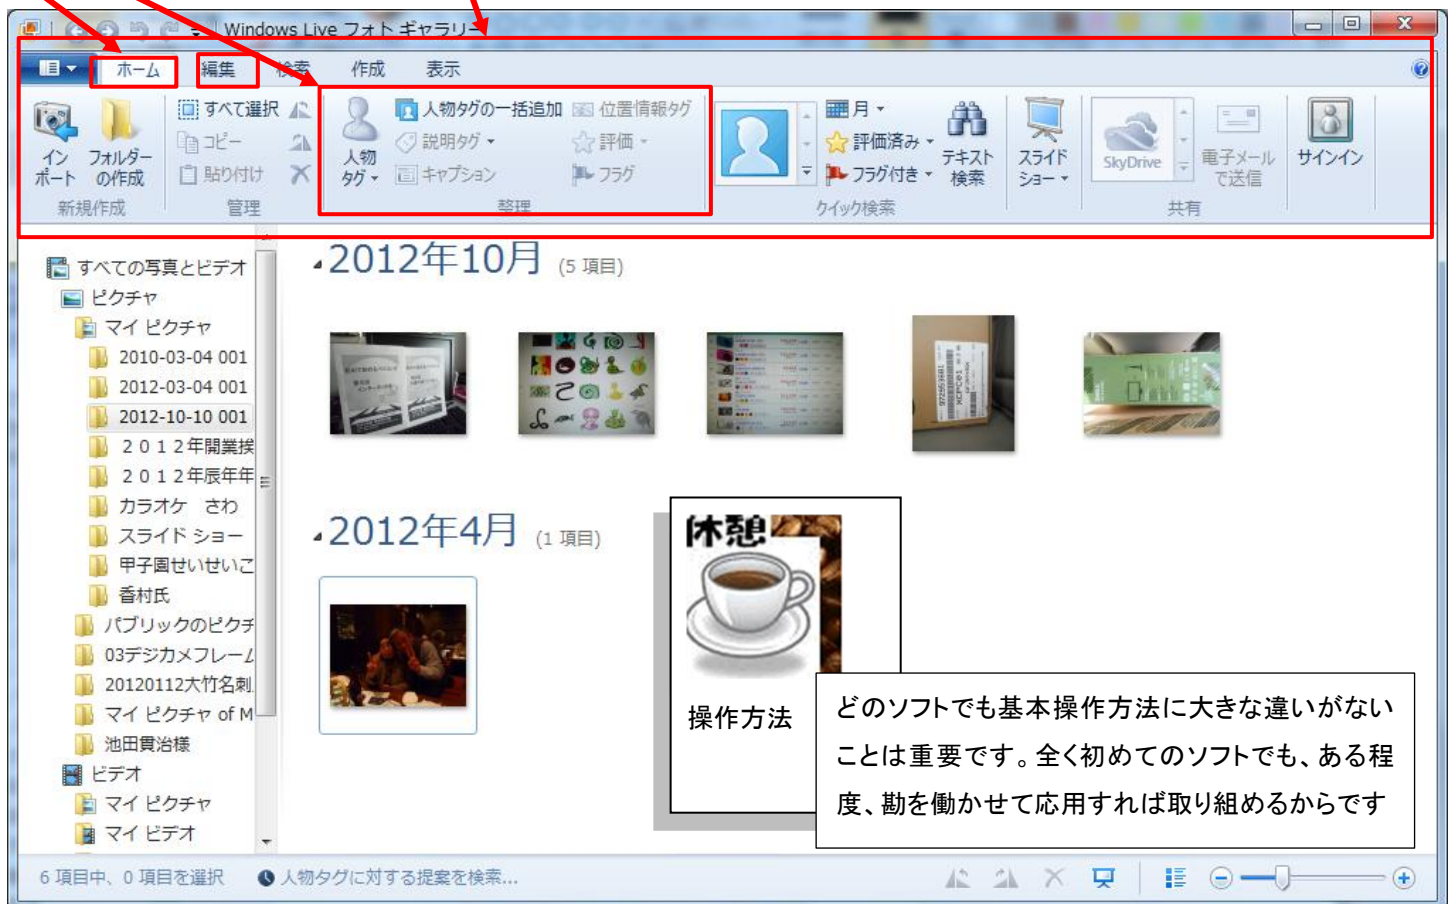 Windows Live フォト ギャラリー
ホーム 編集 検索 作成 表示
インポート
フォルダーの作成
新規作成
すべて選択
コピー
貼り付け
管理
人物タグ
人物タグの一括追加
説明タグ
キャプション
位置情報タグ
評価
フラグ
整理
月
評価済み
フラグ付き
テキスト検索
クイック検索
スライドショー
SkyDrive
電子メールで送信
共有
サインイン
すべての写真とビデオ
ピクチャ
マイ ピクチャ
2010-03-04 001
2012-03-04 001
2012-10-10 001
２０１２年開業挨
２０１２年辰年年
カラオケ　さわ
スライド ショー
甲子園せいせいこ
香村氏
パブリックのピクチ
03デジカメフレーム
20120112大竹名刺
マイ ピクチャ of M
池田貫治様
ビデオ
マイ ピクチャ
マイ ビデオ
2012年10月 (5 項目)
2012年4月 (1 項目)
休憩
操作方法
どのソフトでも基本操作方法に大きな違いがない
ことは重要です。全く初めてのソフトでも、ある程
度、勘を働かせて応用すれば取り組めるからです
6 項目中、0 項目を選択
人物タグに対する提案を検索...